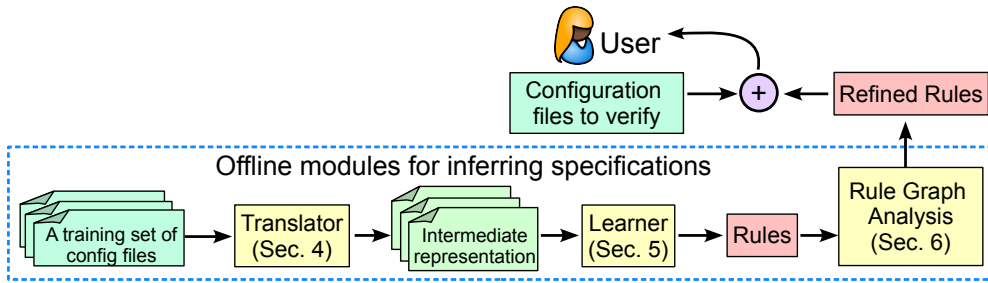 User
Configuration
files to verify
+
Refined Rules
Offline modules for inferring specifications
A training set of
config files
Translator
(Sec. 4)
Intermediate
representation
Learner
(Sec. 5)
Rules
Rule Graph
Analysis
(Sec. 6)